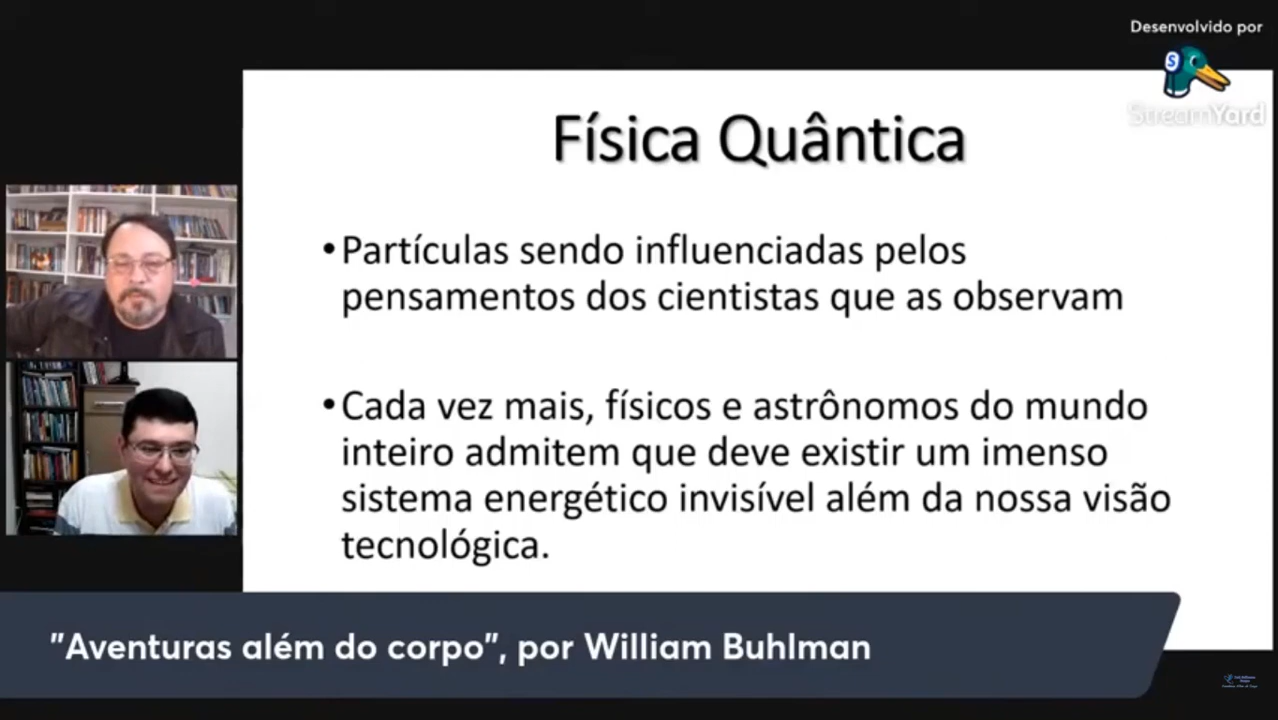 Desenvolvido por
StreamYard
Física Quântica
•Partículas sendo influenciadas pelos
pensamentos dos cientistas que as observam
•Cada vez mais, físicos e astrônomos do mundo
inteiro admitem que deve existir um imenso
sistema energético invisível além da nossa visão
tecnológica.
"Aventuras além do corpo", por William Buhlman